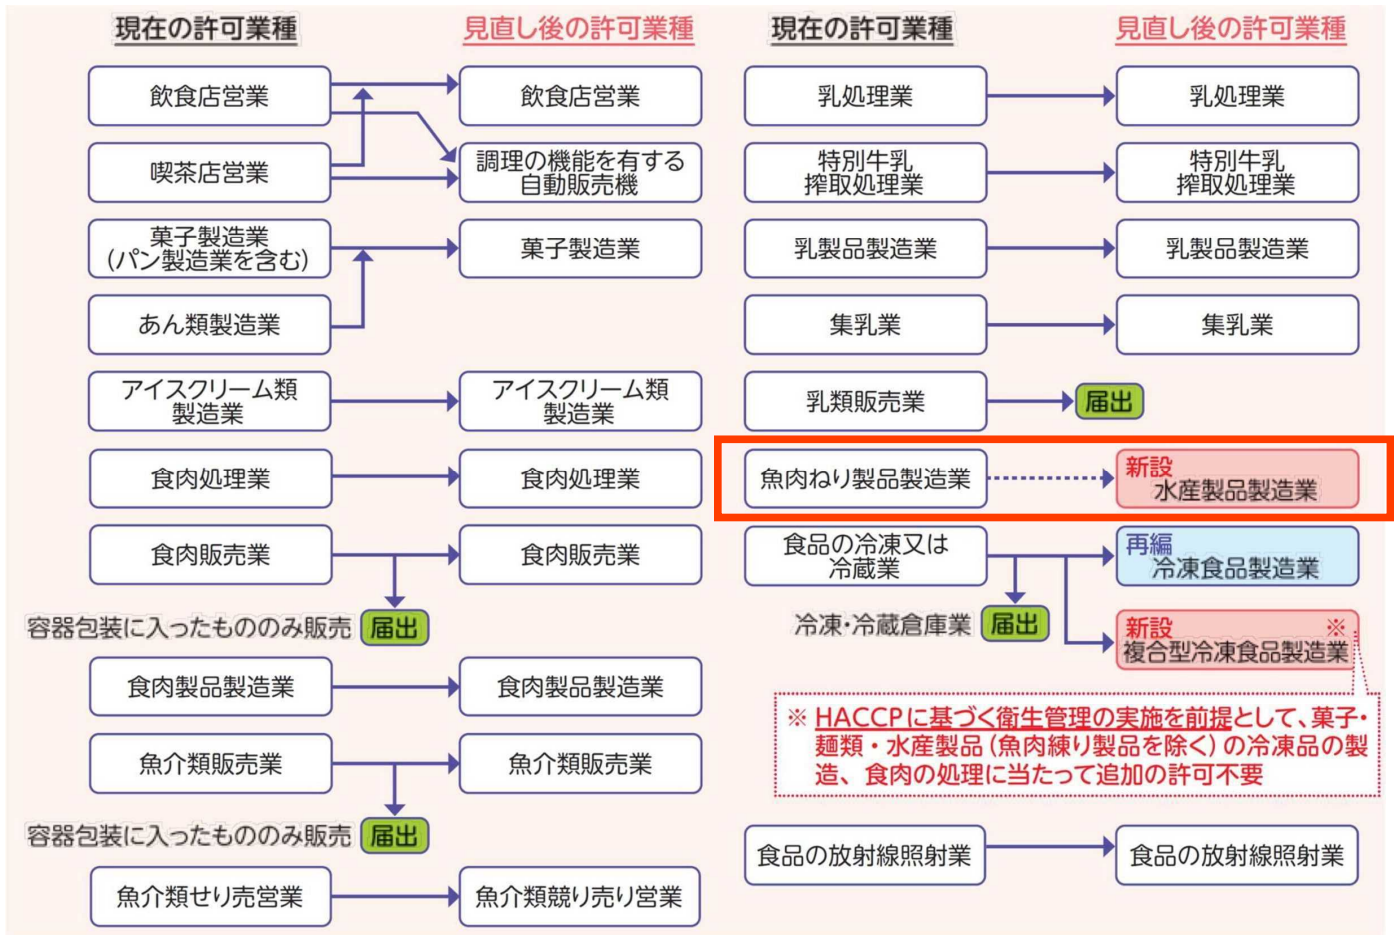 現在の許可業種
見直し後の許可業種
飲食店営業
飲食店営業
喫茶店営業
調理の機能を有する
自動販売機
菓子製造業
(パン製造業を含む)
菓子製造業
あん類製造業
アイスクリーム類
製造業
アイスクリーム類
製造業
食肉処理業
食肉処理業
食肉販売業
食肉販売業
容器包装に入ったもののみ販売 届出
食肉製品製造業
食肉製品製造業
魚介類販売業
魚介類販売業
容器包装に入ったもののみ販売 届出
魚介類せり売営業
魚介類競り売り営業
現在の許可業種
見直し後の許可業種
乳処理業
乳処理業
特別牛乳
搾取処理業
特別牛乳
搾取処理業
乳製品製造業
乳製品製造業
集乳業
集乳業
乳類販売業
届出
魚肉ねり製品製造業
新設
水産製品製造業
食品の冷凍又は
冷蔵業
再編
冷凍食品製造業
冷凍・冷蔵倉庫業 届出
新設 ※
複合型冷凍食品製造業
※ HACCPに基づく衛生管理の実施を前提として、菓子・
麺類・水産製品(魚肉練り製品を除く)の冷凍品の製
造、食肉の処理に当たって追加の許可不要
食品の放射線照射業
食品の放射線照射業